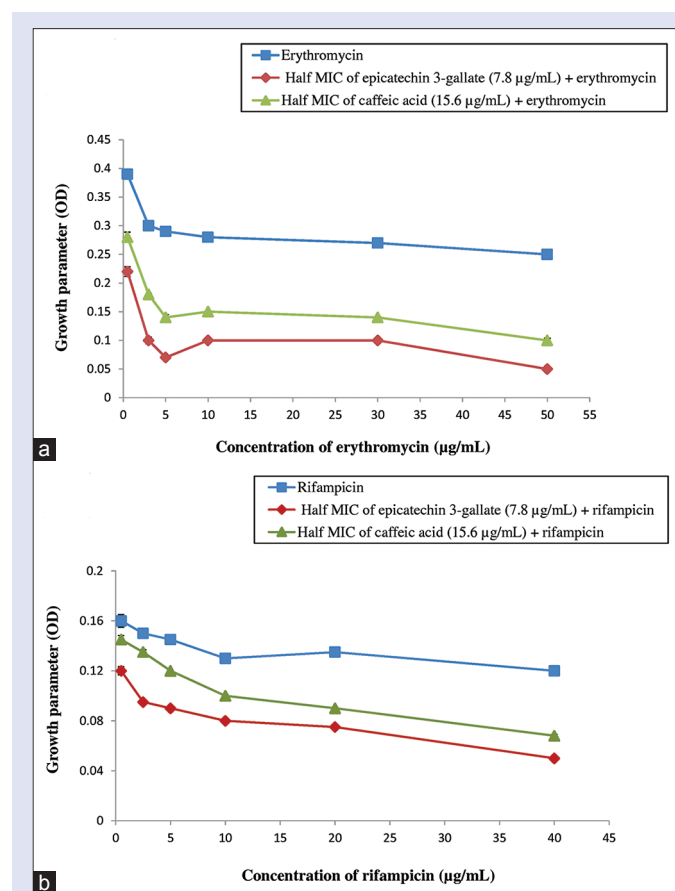 Erythromycin
Half MIC of epicatechin 3-gallate (7.8 µg/mL) + erythromycin
Half MIC of caffeic acid (15.6 µg/mL) + erythromycin
Growth parameter (OD)
0.45
0.4
0.35
0.3
0.25
0.2
0.15
0.1
0.05
0
0 5 10 15 20 25 30 35 40 45 50 55
Concentration of erythromycin (µg/mL)
a
Rifampicin
Half MIC of epicatechin 3-gallate (7.8 µg/mL) + rifampicin
Half MIC of caffeic acid (15.6 µg/mL) + rifampicin
Growth parameter (OD)
0.2
0.16
0.12
0.08
0.04
0
0 5 10 15 20 25 30 35 40 45
Concentration of rifampicin (µg/mL)
b